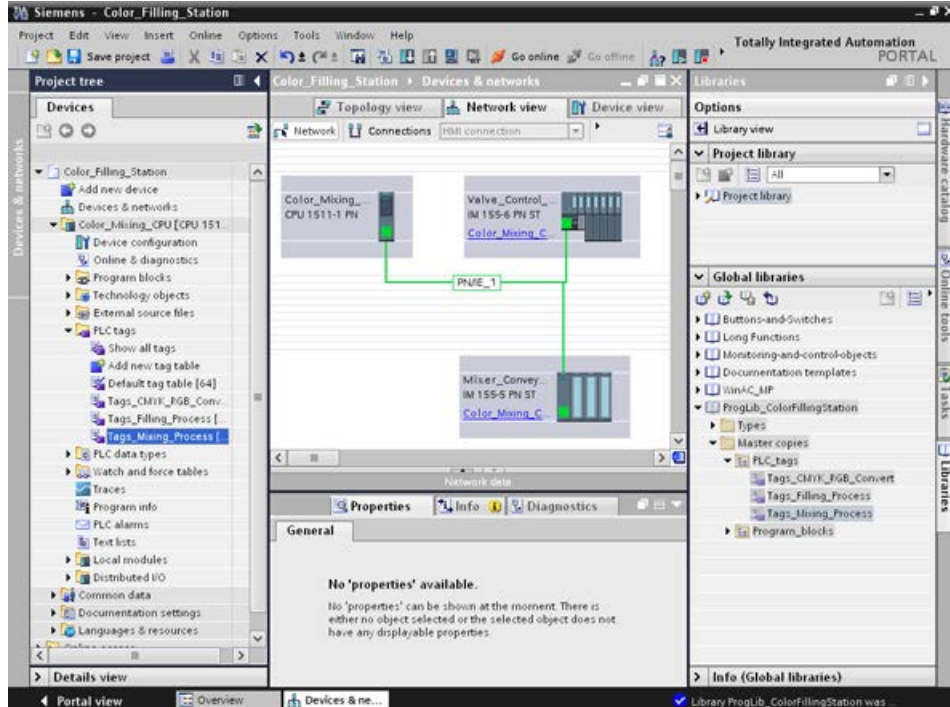 Siemens - Color_Filling_Station
Project Edit View Insert Online Options Tools Window Help
Save project
Go online
Go offline
Totally Integrated Automation
PORTAL
Project tree
Color_Filling_Station
Devices & networks
Libraries
Devices
Topology view
Network view
Device view
Options
Network
Connections
HMI connection
Library view
Project library
All
Project library
Color_Filling_Station
Add new device
Devices & networks
Color_Mixing_CPU [CPU 151...
Device configuration
Online & diagnostics
Program blocks
Technology objects
External source files
PLC tags
Show all tags
Add new tag table
Default tag table [64]
Tags_CMYK_RGB_Conv...
Tags_Filling_Process [...
Tags_Mixing_Process [...
PLC data types
Watch and force tables
Traces
Program info
PLC alarms
Text lists
Local modules
Distributed I/O
Common data
Documentation settings
Languages & resources
Details view
Color_Mixing_...
CPU 1511-1 PN
Valve_Control_...
IM 155-6 PN ST
Color_Mixing_C...
PN/IE_1
Mixer_Convey...
IM 155-5 PN ST
Color_Mixing_C...
Network data
Properties
Info
Diagnostics
General
No 'properties' available.
No 'properties' can be shown at the moment. There is
either no object selected or the selected object does not
have any displayable properties.
Global libraries
Buttons-and-Switches
Long Functions
Monitoring-and-control-objects
Documentation templates
WinAC_MP
ProgLib_ColorFillingStation
Types
Master copies
PLC_tags
Tags_CMYK_RGB_Convert
Tags_Filling_Process
Tags_Mixing_Process
Program_blocks
Info (Global libraries)
Devices & networks
Hardware catalog
Online tools
Tasks
Libraries
Portal view
Overview
Devices & ne...
Library ProgLib_ColorFillingStation was ...